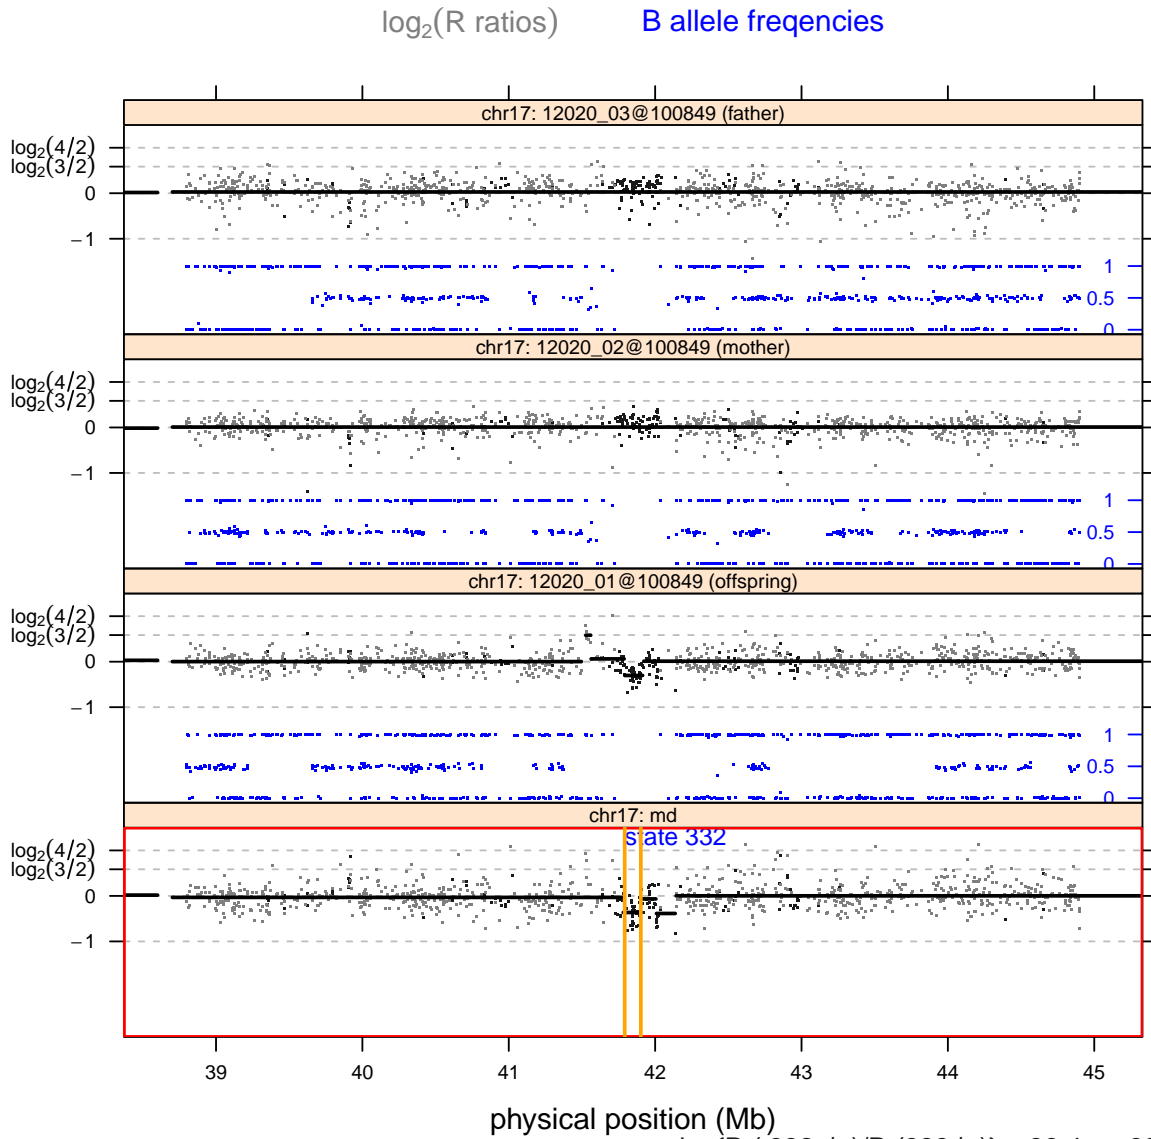 log₂(R ratios) B allele freqencies
chr17: 12020_03@100849 (father)
log₂(4/2)
log₂(3/2)
0
−1
1
0.5
0
chr17: 12020_02@100849 (mother)
log₂(4/2)
log₂(3/2)
0
−1
1
0.5
0
chr17: 12020_01@100849 (offspring)
log₂(4/2)
log₂(3/2)
0
−1
1
0.5
0
chr17: md
state 332
log₂(4/2)
log₂(3/2)
0
−1
39 40 41 42 43 44 45
physical position (Mb)